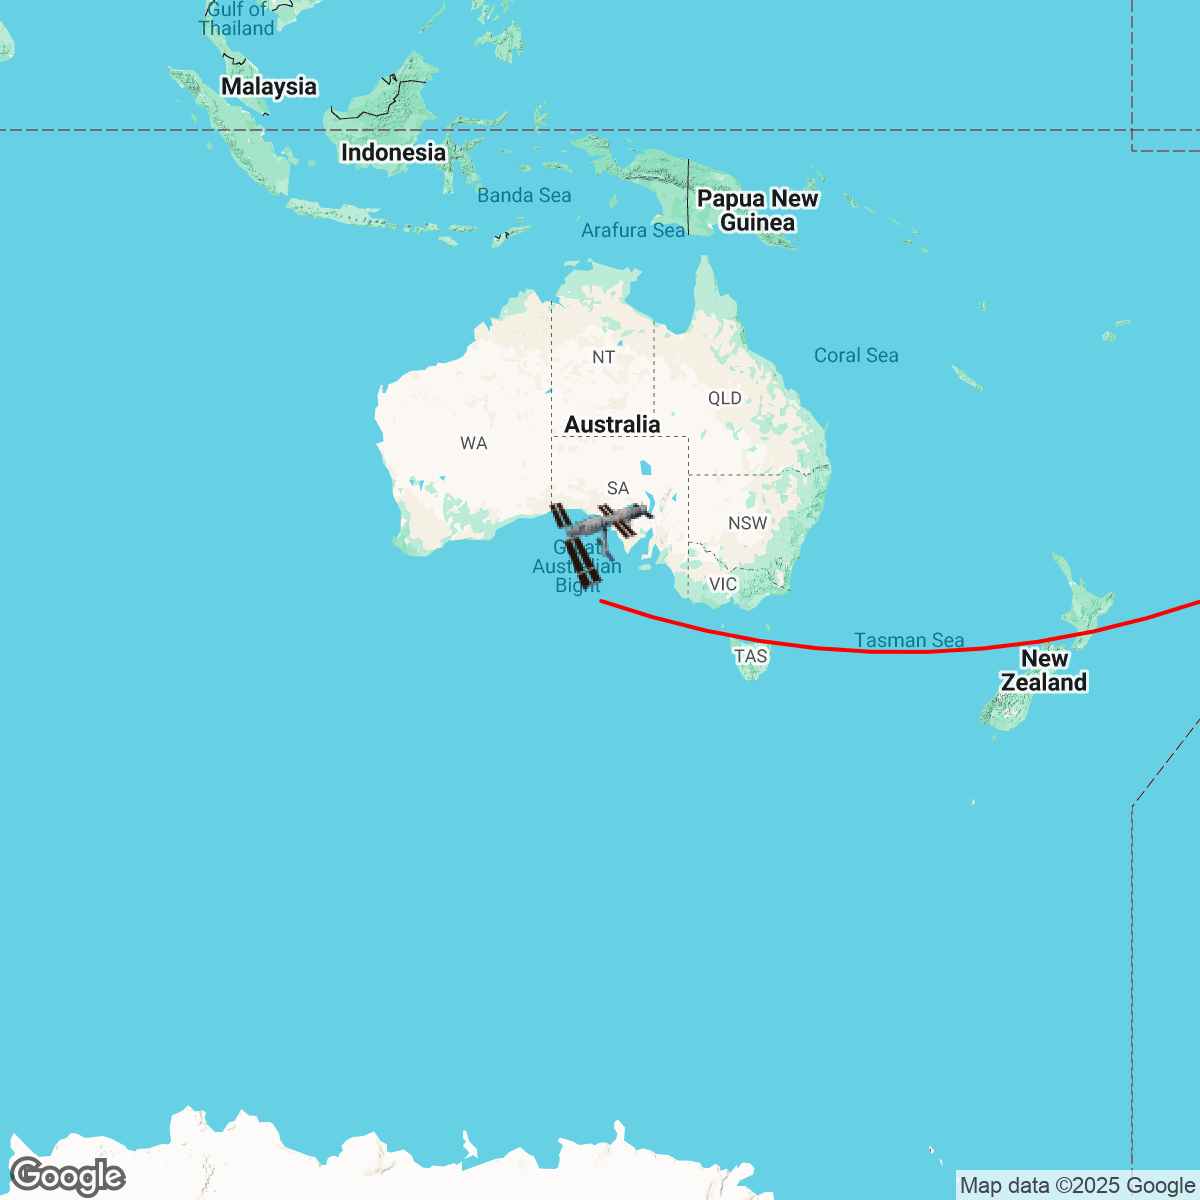 Gulf of
Thailand
Malaysia
Indonesia
Banda Sea
Papua New
Guinea
Arafura Sea
NT
Coral Sea
QLD
Australia
WA
SA
NSW
Great
Australian
Bight
VIC
Tasman Sea
TAS
New
Zealand
Google
Map data ©2025 Google